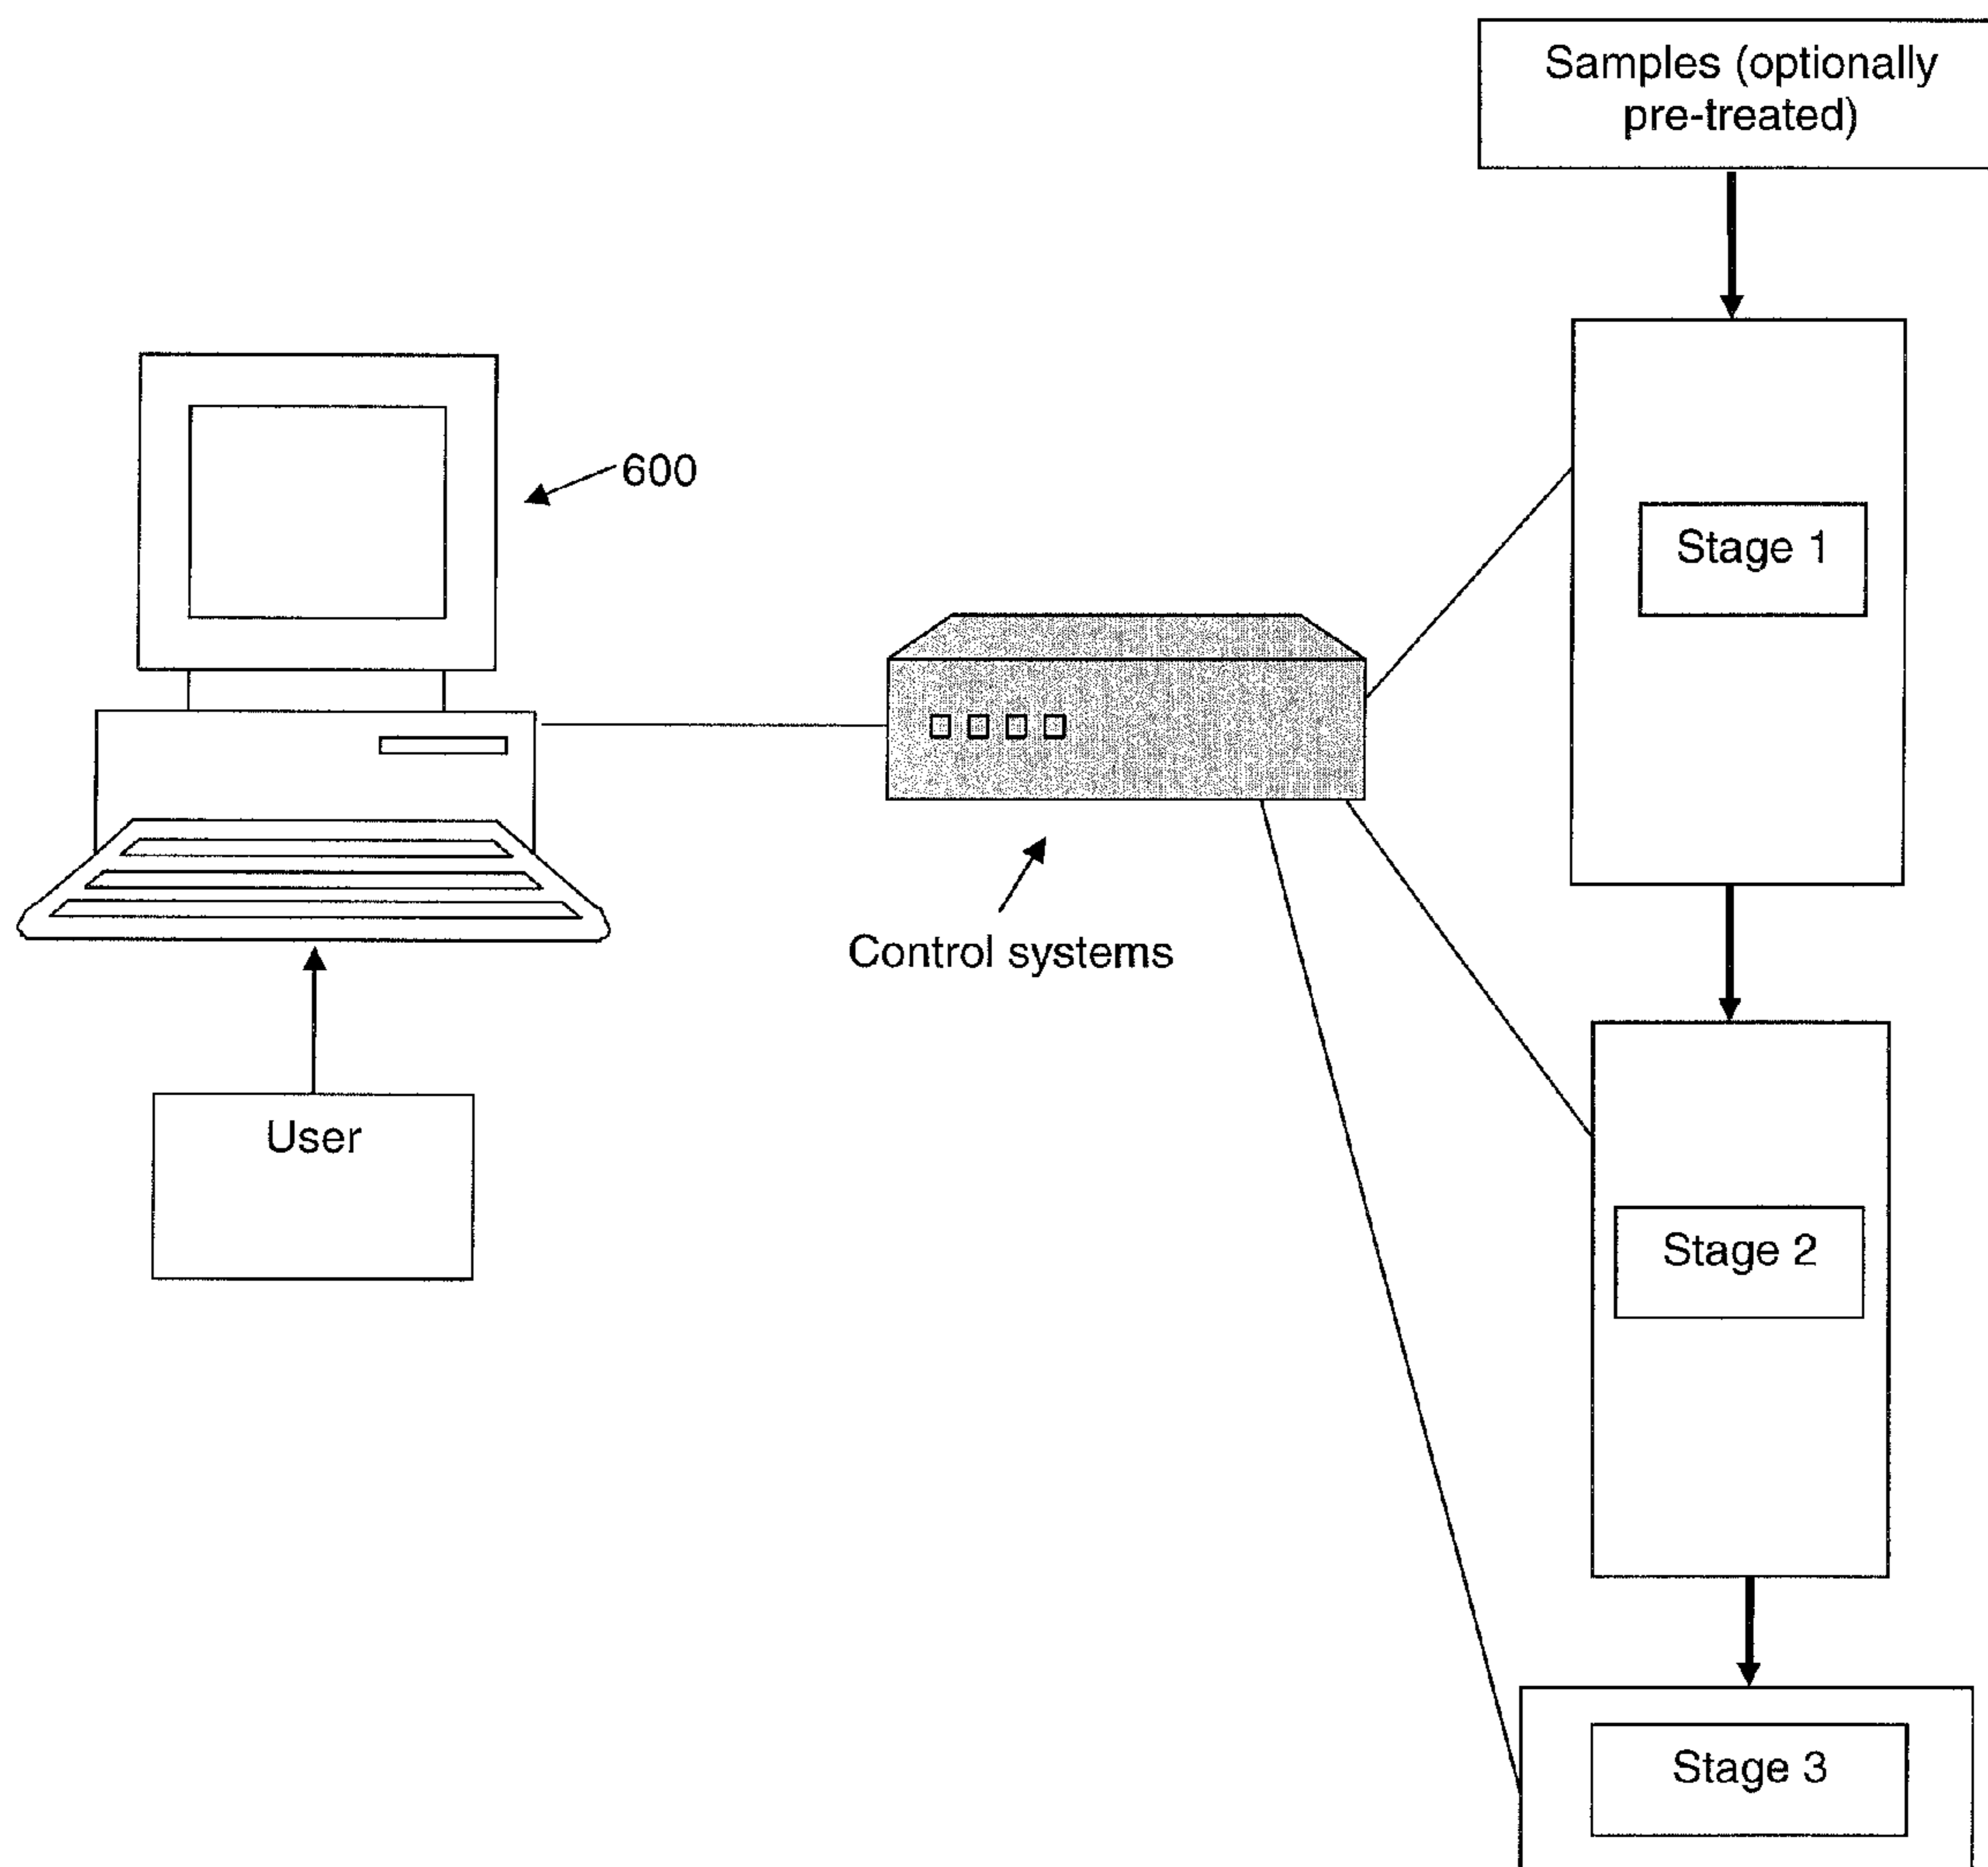 Samples (optionally
pre-treated)
600
Stage 1
Control systems
User
Stage 2
Stage 3